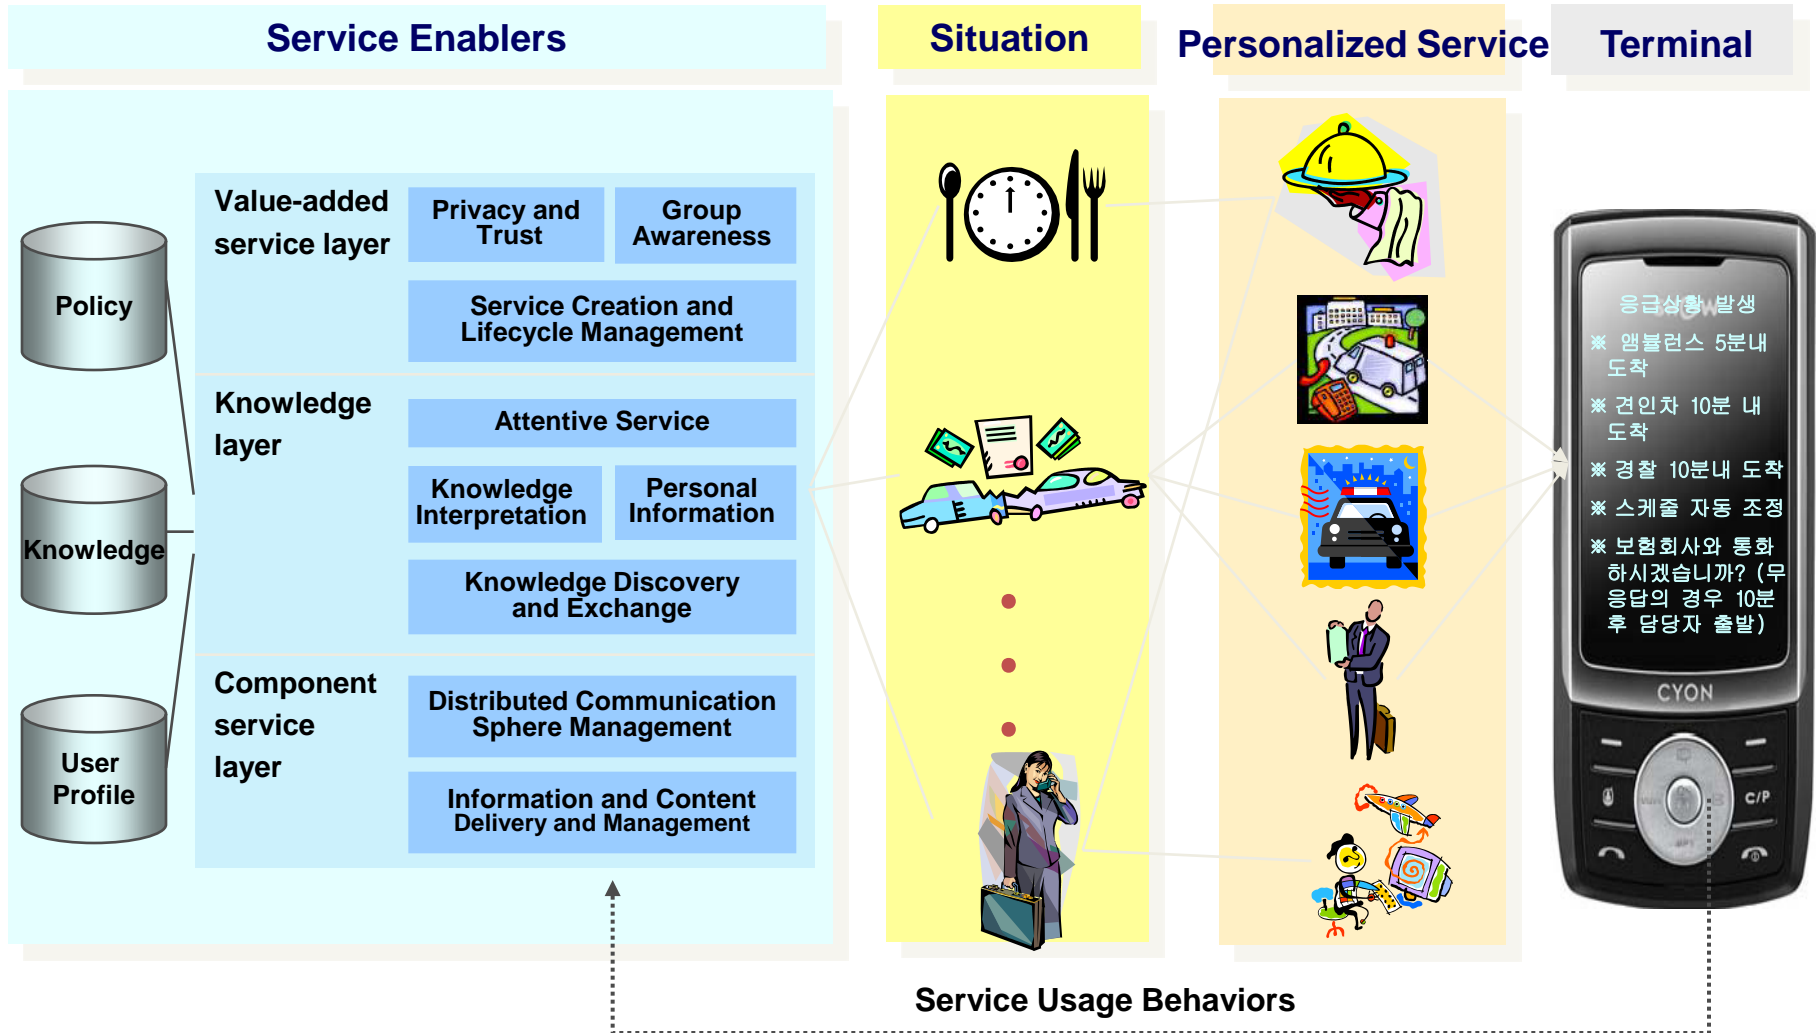 Service Enablers
Situation
Personalized Service
Terminal
Policy
Knowledge
User
Profile
Value-added
service layer
Privacy and
Trust
Group
Awareness
Service Creation and
Lifecycle Management
Knowledge
layer
Attentive Service
Knowledge
Interpretation
Personal
Information
Knowledge Discovery
and Exchange
Component
service
layer
Distributed Communication
Sphere Management
Information and Content
Delivery and Management
응급상황 발생
※ 앰뷸런스 5분내
도착
※ 견인차 10분 내
도착
※ 경찰 10분내 도착
※ 스케줄 자동 조정
※ 보험회사와 통화
하시겠습니까? (무
응답의 경우 10분
후 담당자 출발)
CYON
C/P
Service Usage Behaviors